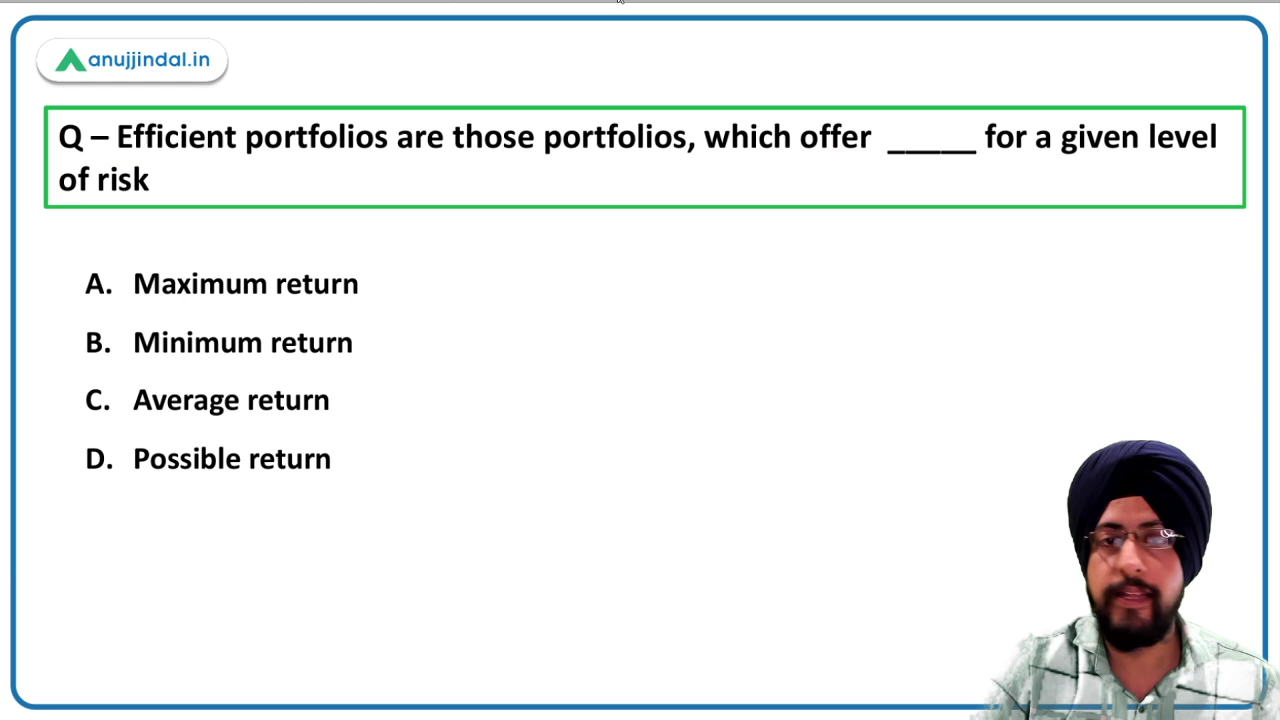 anujjindal.in
Q – Efficient portfolios are those portfolios, which offer _____ for a given level
of risk
A. Maximum return
B. Minimum return
C. Average return
D. Possible return